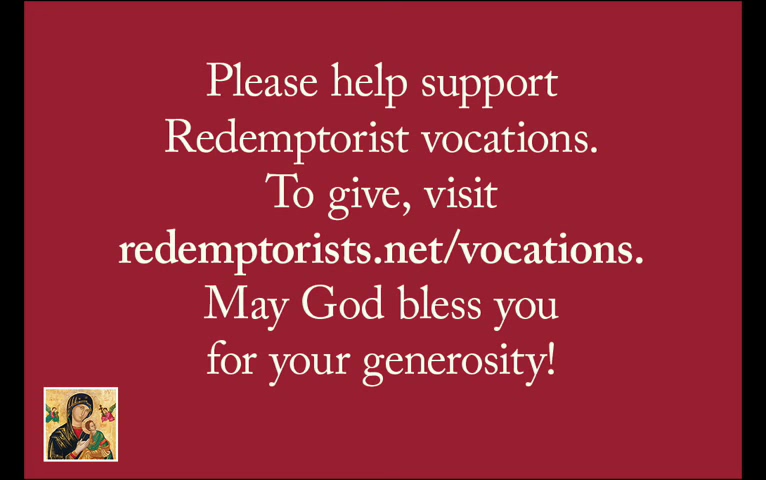 Please help support
Redemptorist vocations.
To give, visit
redemptorists.net/vocations.
May God bless you
for your generosity!